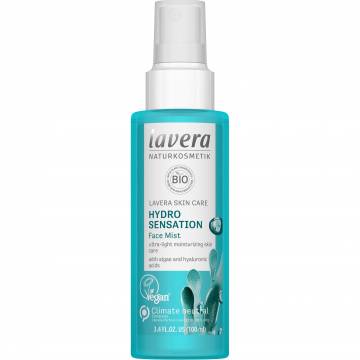 lavera
NATURKOSMETIK
BIO
LAVERA SKIN CARE
HYDRO
SENSATION
Face Mist
ultra-light moisturizing skin
care
with algae and hyaluronic
acids
vegan
Climate neutral
3.4 fl.oz. US (100 ml)